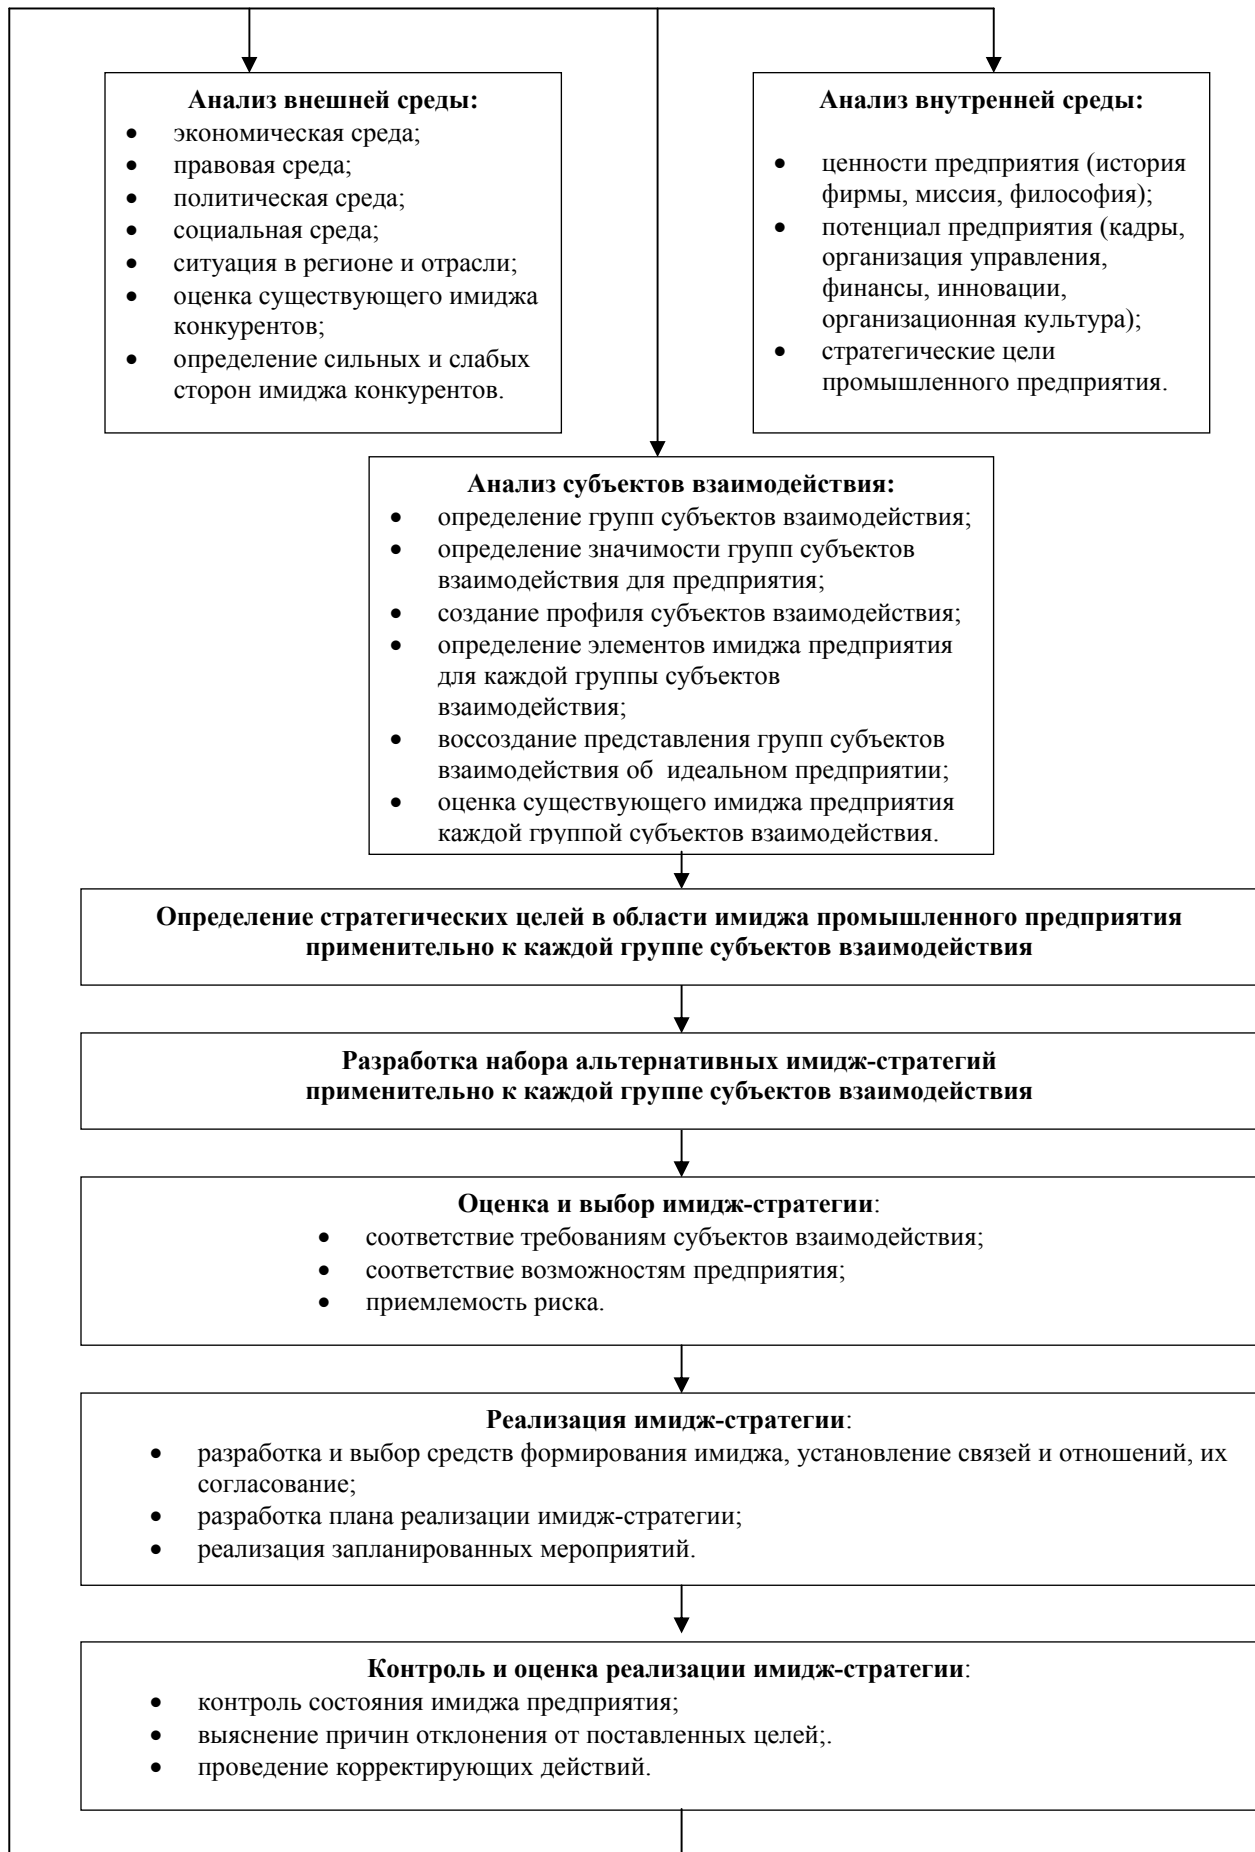 Анализ внешней среды:
• экономическая среда;
• правовая среда;
• политическая среда;
• социальная среда;
• ситуация в регионе и отрасли;
• оценка существующего имиджа
конкурентов;
• определение сильных и слабых
сторон имиджа конкурентов.
Анализ внутренней среды:
• ценности предприятия (история
фирмы, миссия, философия);
• потенциал предприятия (кадры,
организация управления,
финансы, инновации,
организационная культура);
• стратегические цели
промышленного предприятия.
Анализ субъектов взаимодействия:
• определение групп субъектов взаимодействия;
• определение значимости групп субъектов
взаимодействия для предприятия;
• создание профиля субъектов взаимодействия;
• определение элементов имиджа предприятия
для каждой группы субъектов
взаимодействия;
• воссоздание представления групп субъектов
взаимодействия об  идеальном предприятии;
• оценка существующего имиджа предприятия
каждой группой субъектов взаимодействия.
Определение стратегических целей в области имиджа промышленного предприятия
применительно к каждой группе субъектов взаимодействия
Разработка набора альтернативных имидж-стратегий
применительно к каждой группе субъектов взаимодействия
Оценка и выбор имидж-стратегии:
• соответствие требованиям субъектов взаимодействия;
• соответствие возможностям предприятия;
• приемлемость риска.
Реализация имидж-стратегии:
• разработка и выбор средств формирования имиджа, установление связей и отношений, их
согласование;
• разработка плана реализации имидж-стратегии;
• реализация запланированных мероприятий.
Контроль и оценка реализации имидж-стратегии:
• контроль состояния имиджа предприятия;
• выяснение причин отклонения от поставленных целей;.
• проведение корректирующих действий.